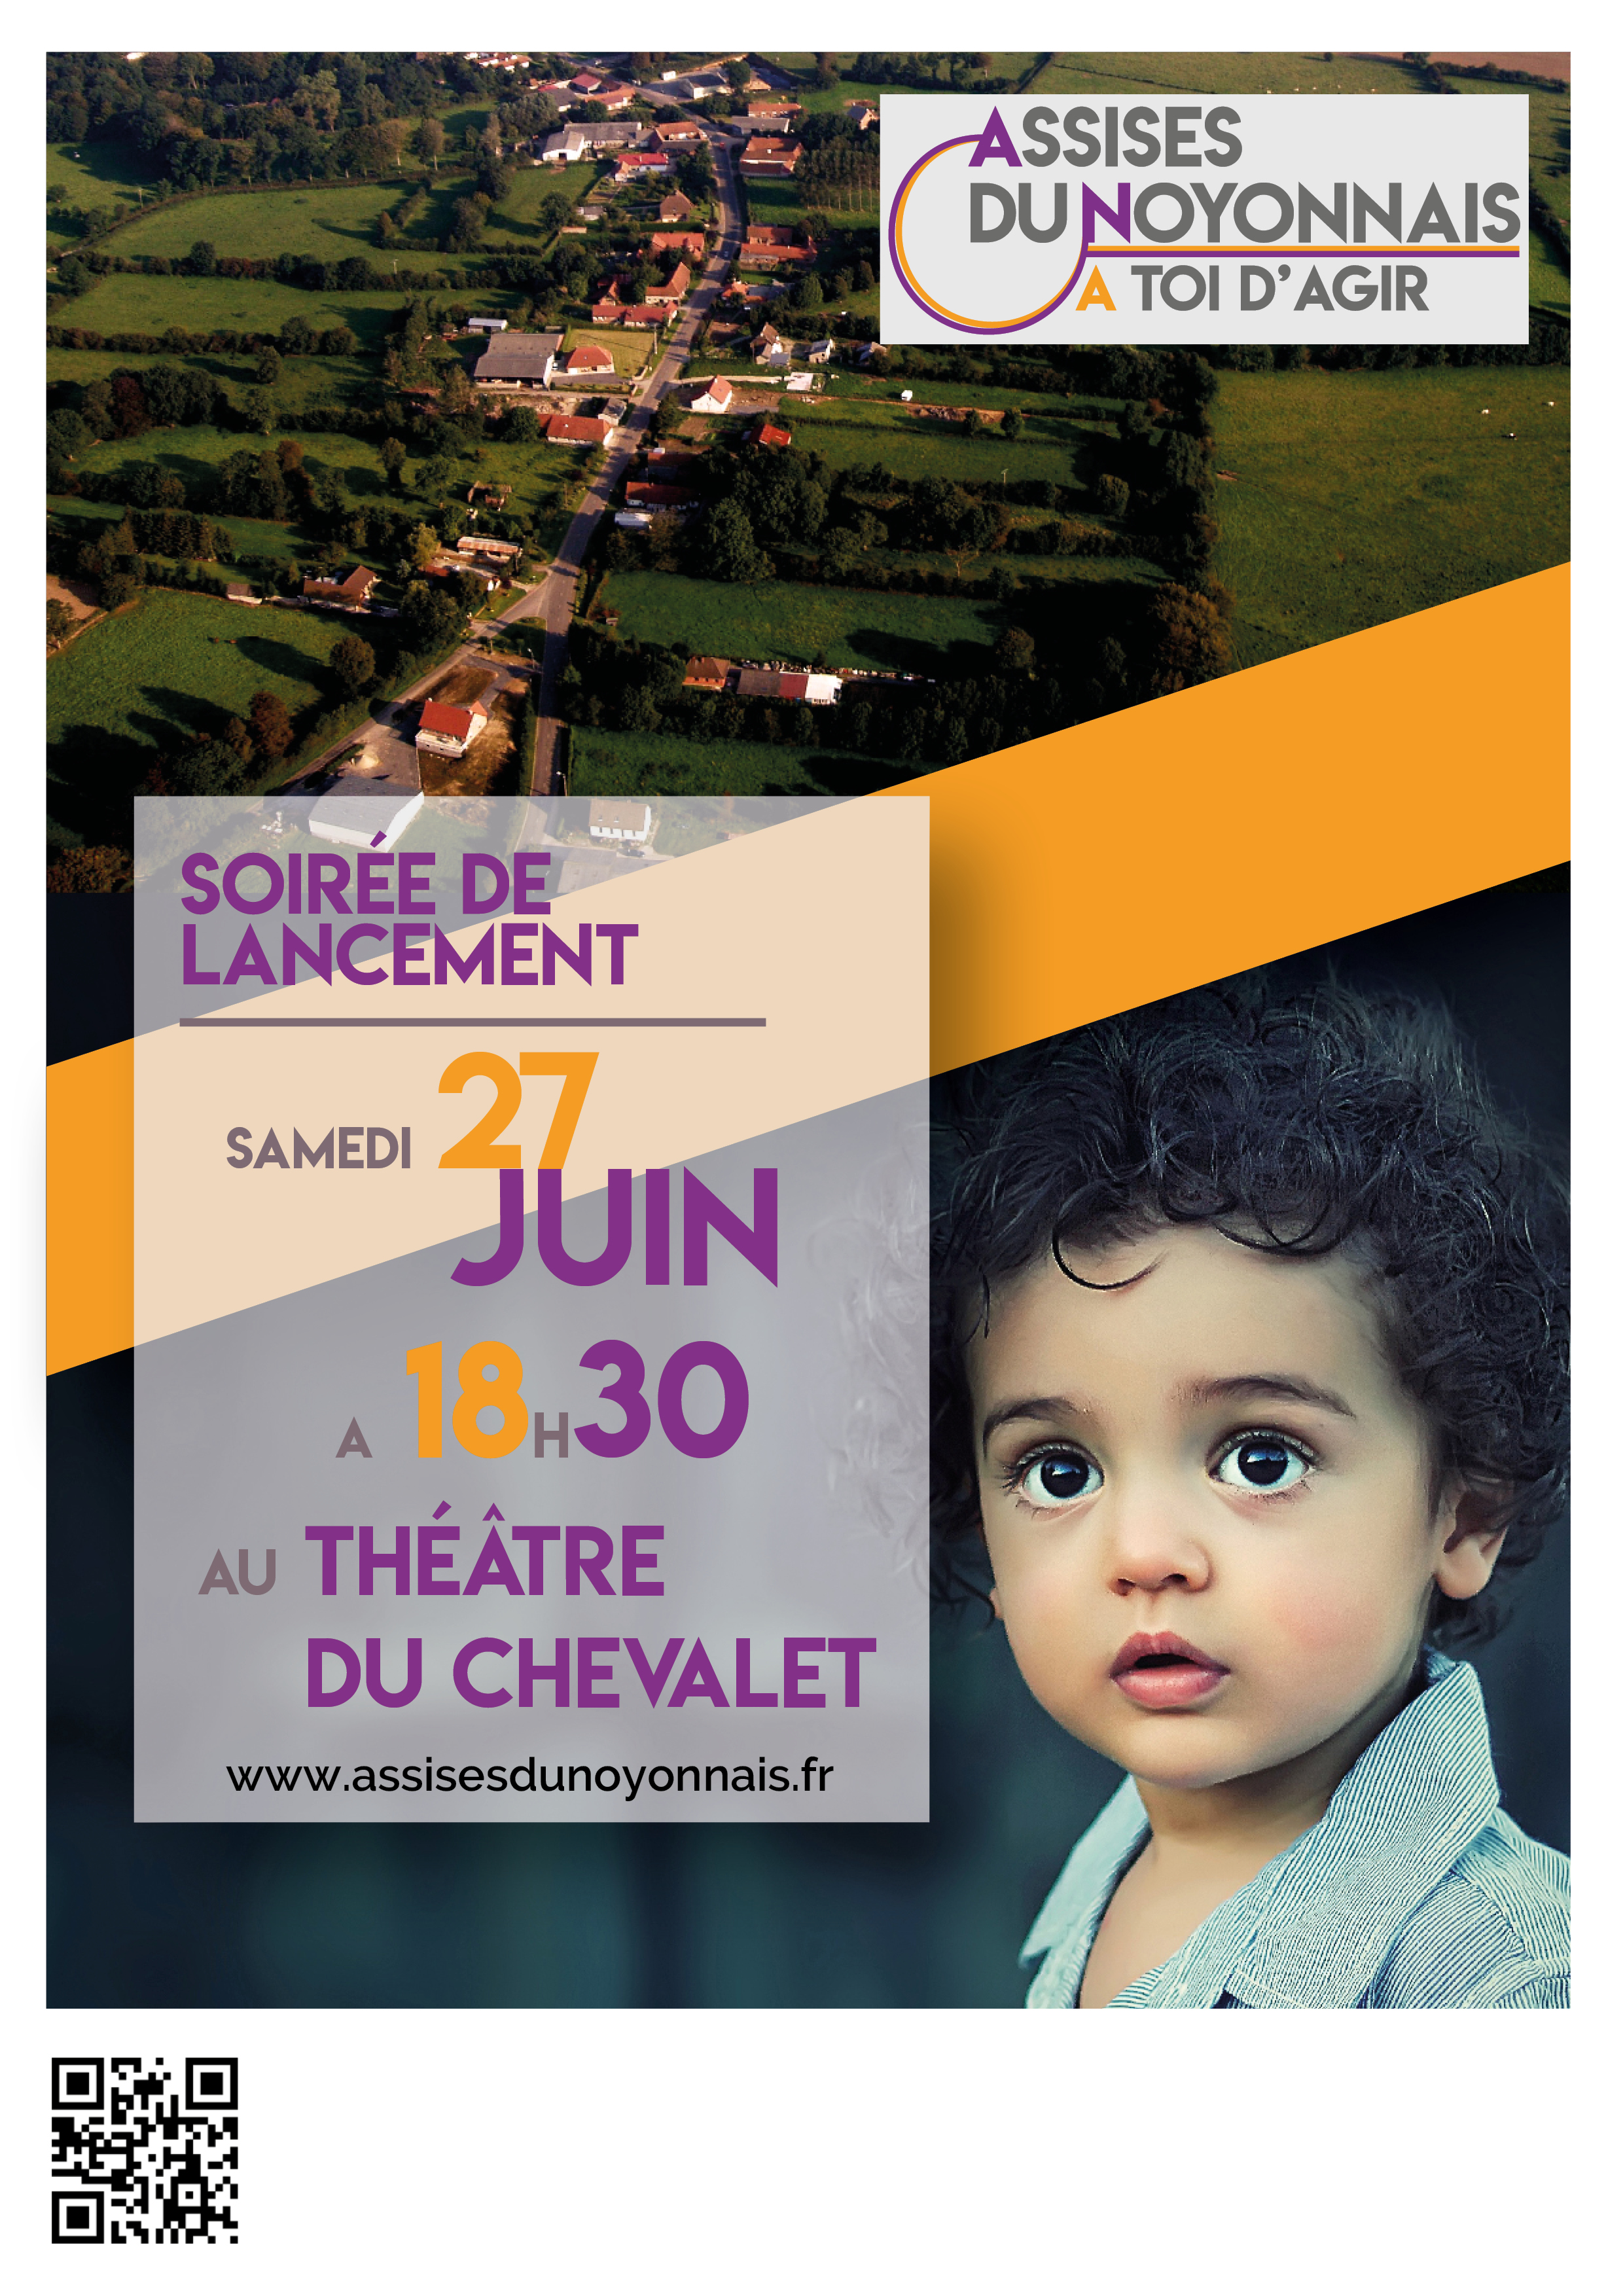 ASSISES
DU NOYONNAIS
A TOI D'AGIR
SOIRÉE DE
LANCEMENT
SAMEDI 27
JUIN
A 18H30
AU THÉÂTRE
DU CHEVALET
www.assisesdunoyonnais.fr